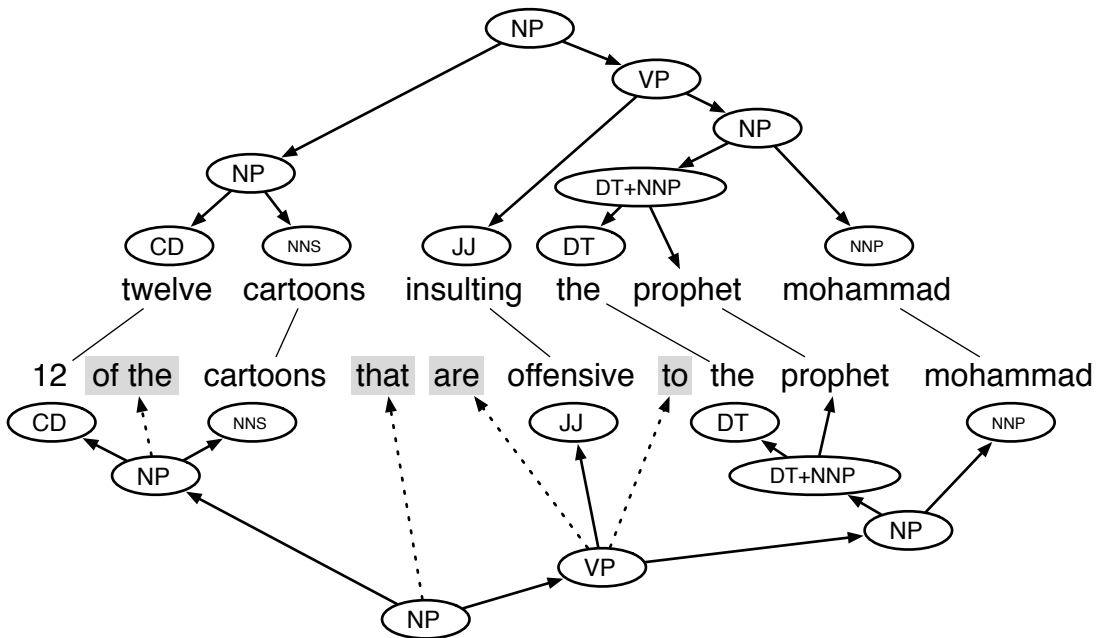 NP
VP
NP
NP
DT+NNP
CD NNS JJ DT NNP
twelve cartoons insulting the prophet mohammad
12 of the cartoons that are offensive to the prophet mohammad
CD NNS JJ DT NNP
NP DT+NNP
NP
VP
NP